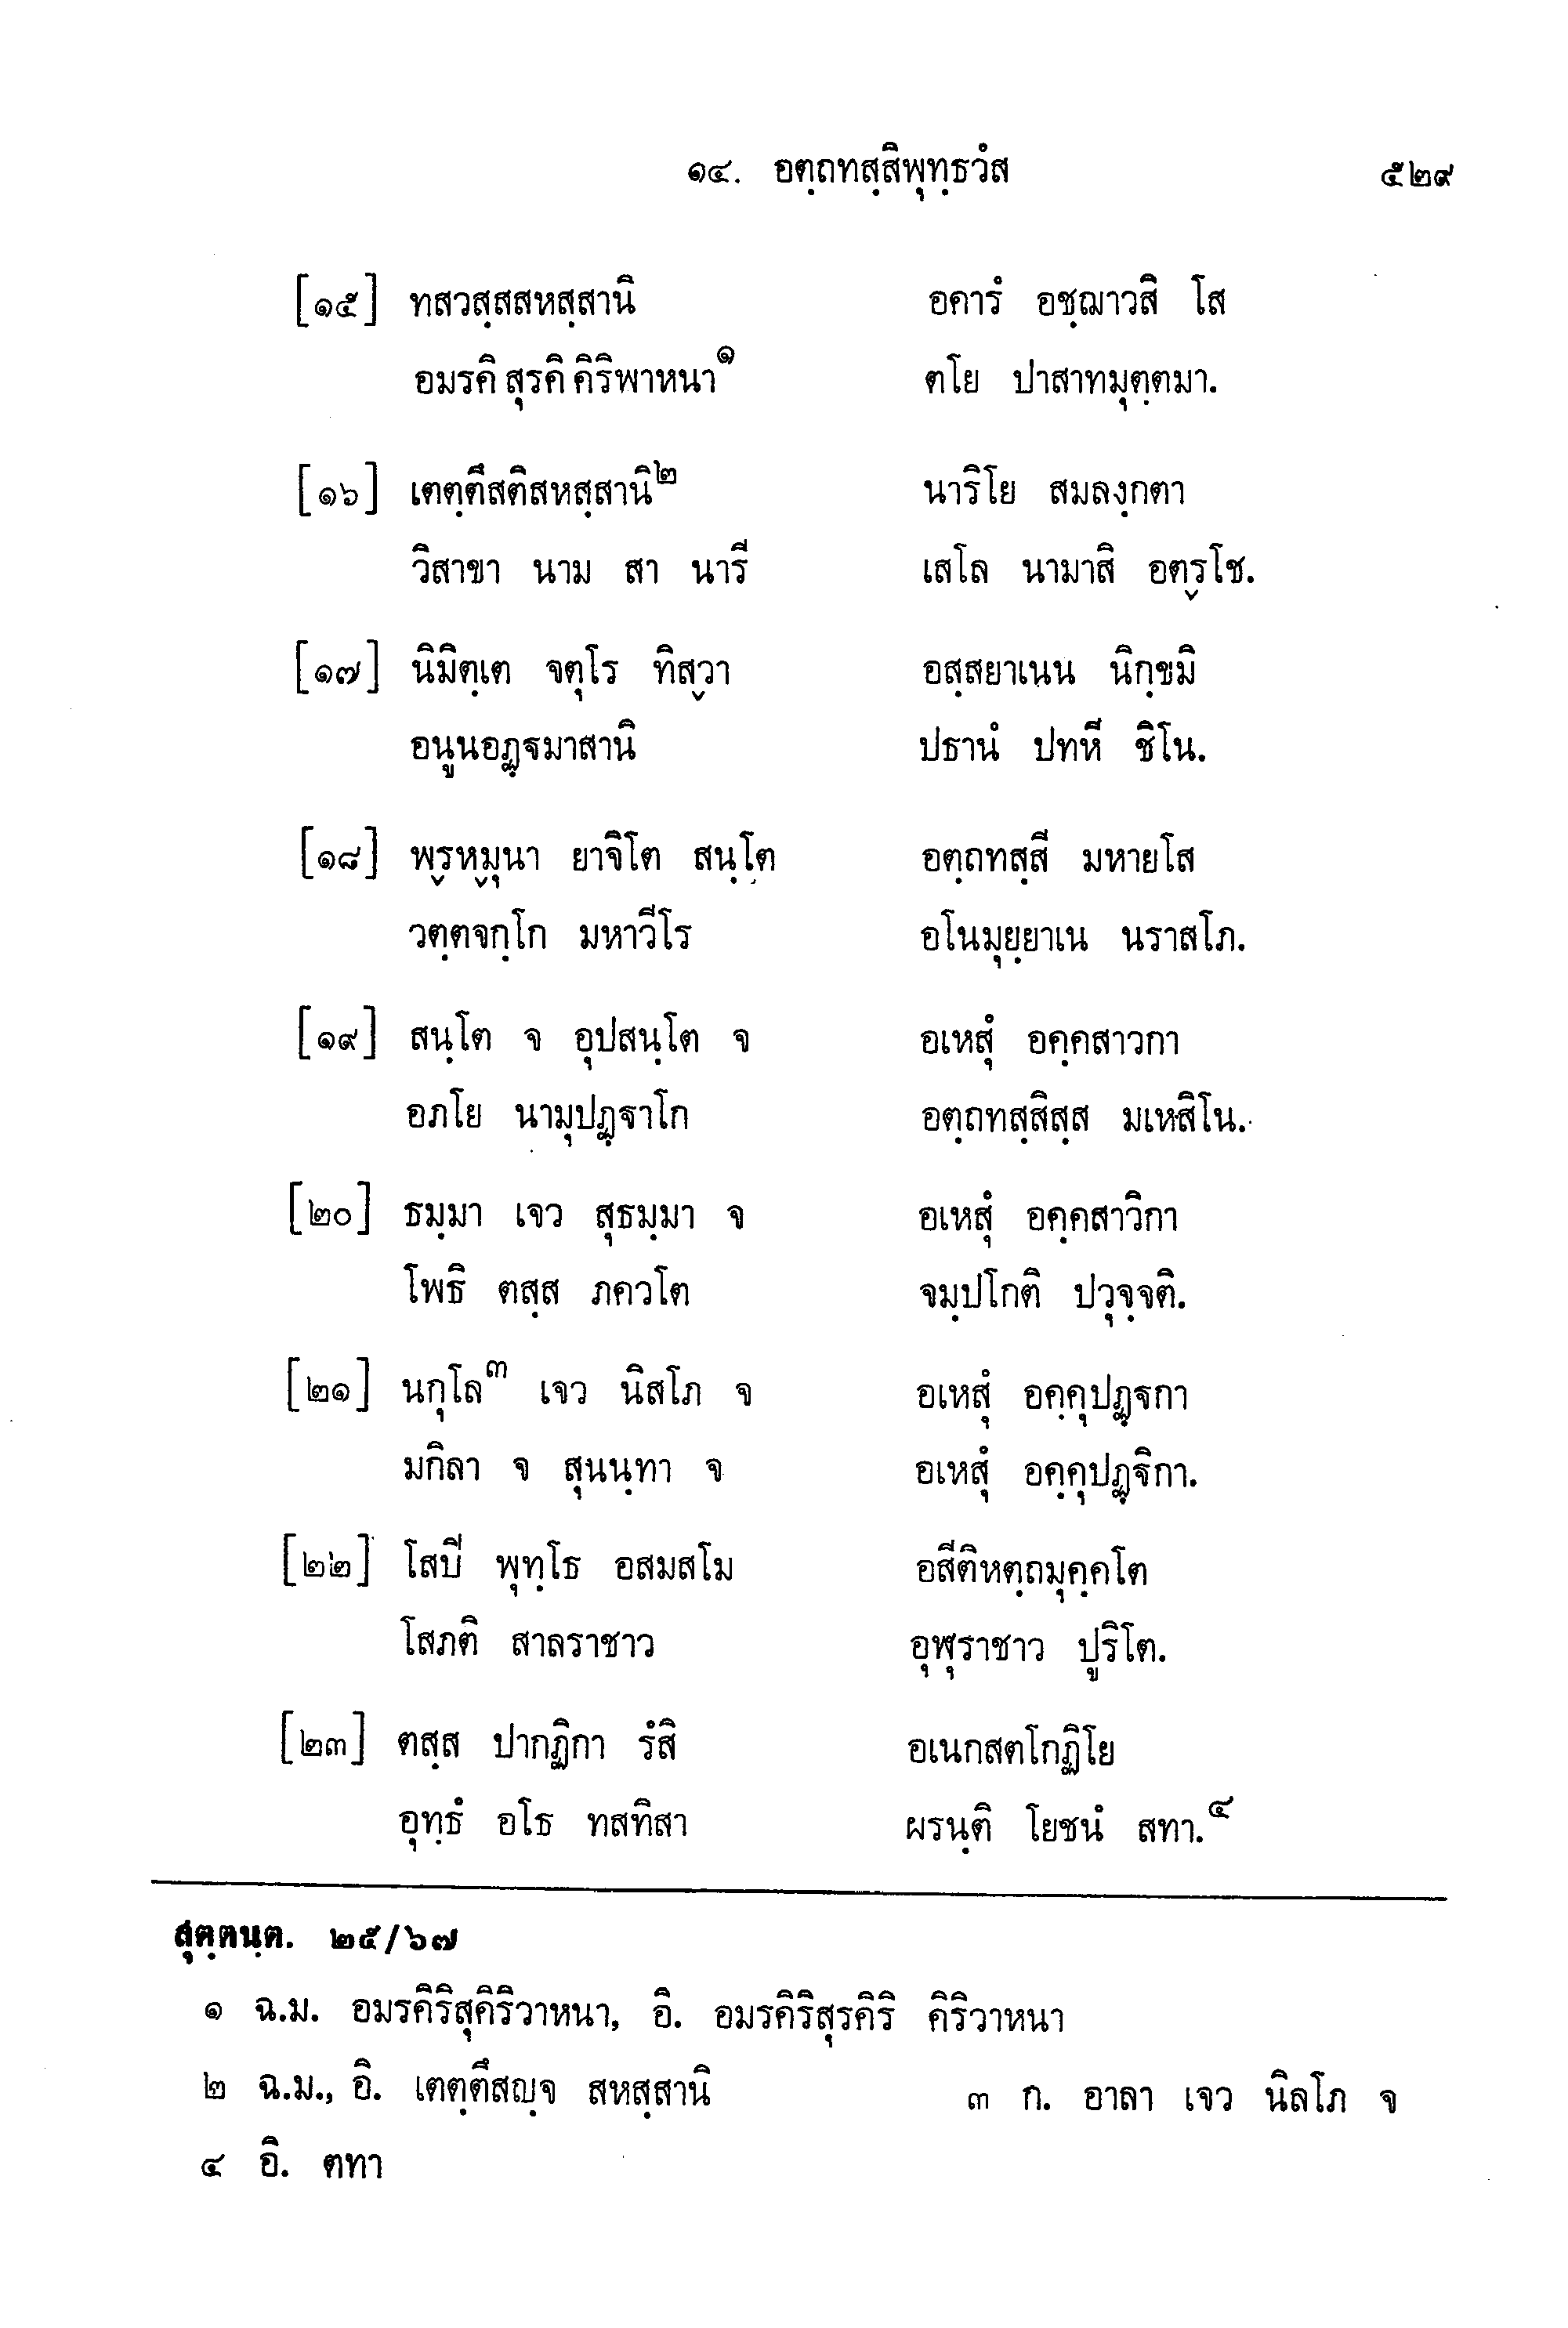 ๑๔. อตฺถทสฺสิพุทฺธวํส ๕๒๙
[๑๕] ทสวสฺสสหสฺสานิ อคารํ อชฺฌาวสิ โส
อมรคิ สุรคิ คิริพาหนา๑ ตโย ปาสาทมุตฺตมา.
[๑๖] เตตฺตึสติสหสฺสานิ๒ นาริโย สมลงฺกตา
วิสาขา นาม สา นารี เสโล นามาสิ อตฺรโช.
[๑๗] นิมิตฺเต จตุโร ทิสฺวา อสฺสยาเนน นิกฺขมิ
อนูนอฏฺฐมาสานิ ปธานํ ปทหี ชิโน.
[๑๘] พฺรหฺมุนา ยาจิโต สนฺโต อตฺถทสฺสี มหายโส
วตฺตจกฺโก มหาวีโร อโนมุยฺยาเน นราสโภ.
[๑๙] สนฺโต จ อุปสนฺโต จ อเหสุํ อคฺคสาวกา
อภโย นามุปฏฺฐาโก อตฺถทสฺสิสฺส มเหสิโน.
[๒๐] ธมฺมา เจว สุธมฺมา จ อเหสุํ อคฺคสาวิกา
โพธิ ตสฺส ภควโต จมฺปโกติ ปวุจฺจติ.
[๒๑] นกุโล๓ เจว นิสโภ จ อเหสุํ อคฺคุปฏฺฐกา
มกิลา จ สุนนฺทา จ อเหสุํ อคฺคุปฏฺฐิกา.
[๒๒] โสปี พุทฺโธ อสมสโม อสีติหตฺถมุคฺคโต
โสภติ สาลราชาว อุฬุราชาว ปูริโต.
[๒๓] ตสฺส ปากฏิกา รํสิ อเนกสตโกฏิโย
อุทฺธํ อโธ ทสทิสา ผรนฺติ โยชนํ สทา.๔
สุตฺตนฺต. ๒๕/๖๗
๑ ฉ.ม. อมรคิริสุคิริวาหนา, อิ. อมรคิริสุรคิริ คิริวาหนา
๒ ฉ.ม., อิ. เตตฺตึสญฺจ สหสฺสานิ ๓ ก. อาลา เจว นิลโภ จ
๔ อิ. ตทา